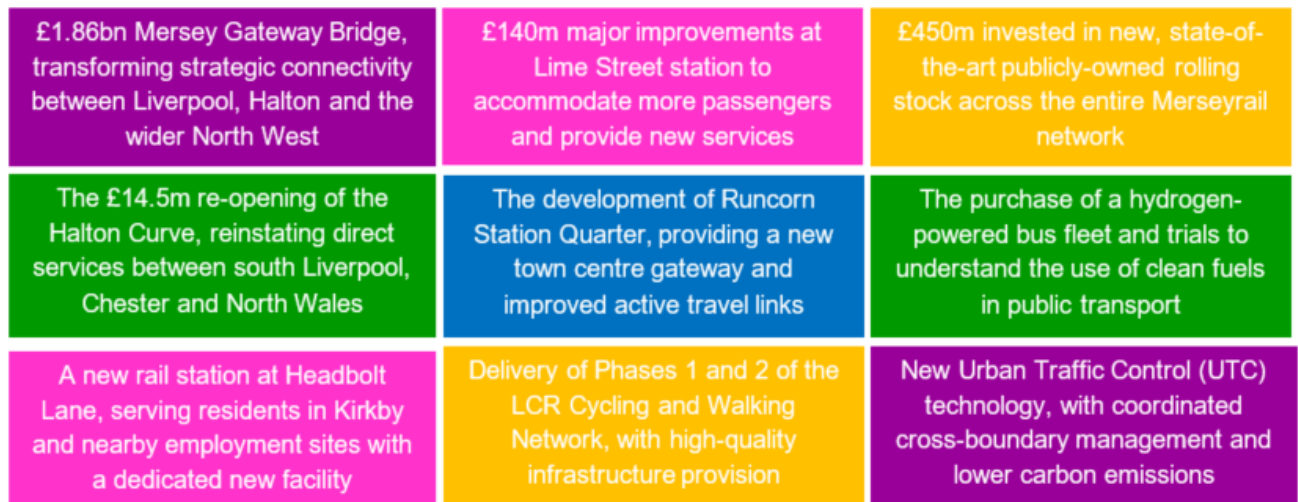 £1.86bn Mersey Gateway Bridge,
transforming strategic connectivity
between Liverpool, Halton and the
wider North West
£140m major improvements at
Lime Street station to
accommodate more passengers
and provide new services
£450m invested in new, state-of-
the-art publicly-owned rolling
stock across the entire Merseyrail
network
The £14.5m re-opening of the
Halton Curve, reinstating direct
services between south Liverpool,
Chester and North Wales
The development of Runcorn
Station Quarter, providing a new
town centre gateway and
improved active travel links
The purchase of a hydrogen-
powered bus fleet and trials to
understand the use of clean fuels
in public transport
A new rail station at Headbolt
Lane, serving residents in Kirkby
and nearby employment sites with
a dedicated new facility
Delivery of Phases 1 and 2 of the
LCR Cycling and Walking
Network, with high-quality
infrastructure provision
New Urban Traffic Control (UTC)
technology, with coordinated
cross-boundary management and
lower carbon emissions